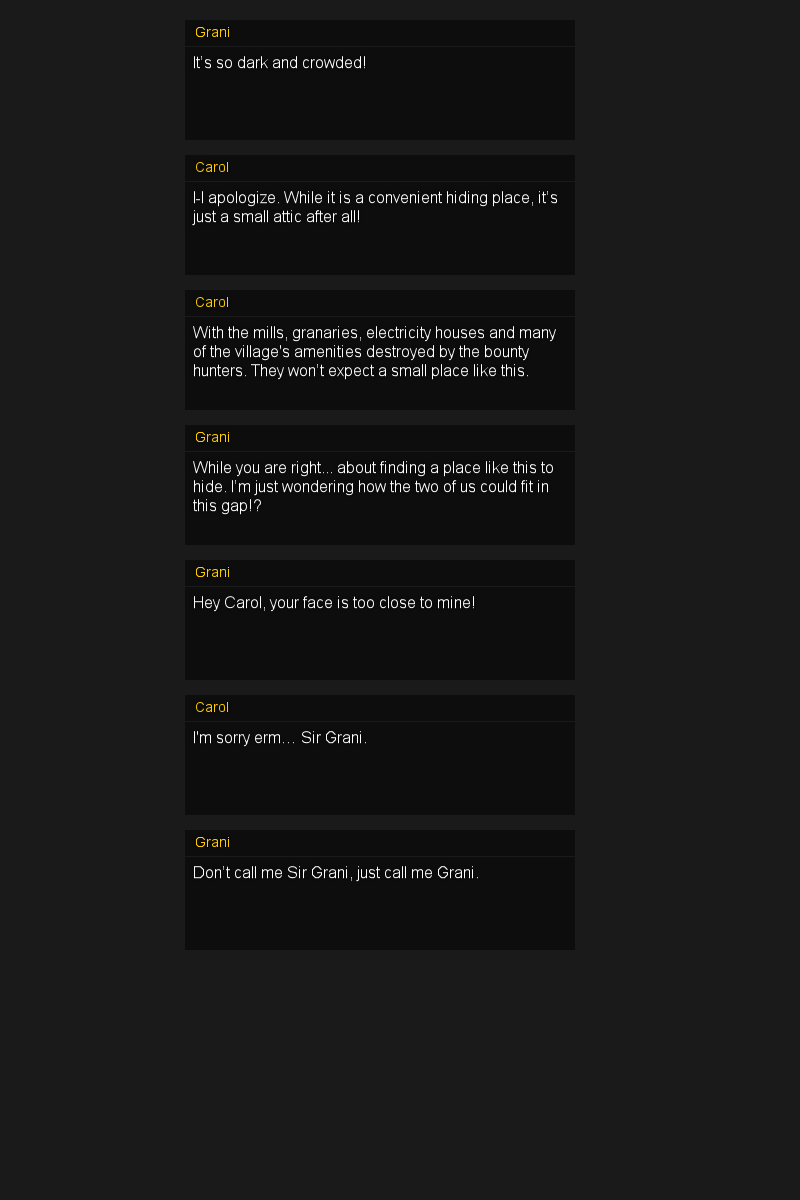 Grani
It's so dark and crowded!
Carol
I-I apologize. While it is a convenient hiding place, it's
just a small attic after all!
Carol
With the mills, granaries, electricity houses and many
of the village's amenities destroyed by the bounty
hunters. They won't expect a small place like this.
Grani
While you are right... about finding a place like this to
hide. I'm just wondering how the two of us could fit in
this gap!?
Grani
Hey Carol, your face is too close to mine!
Carol
I'm sorry erm... Sir Grani.
Grani
Don't call me Sir Grani, just call me Grani.